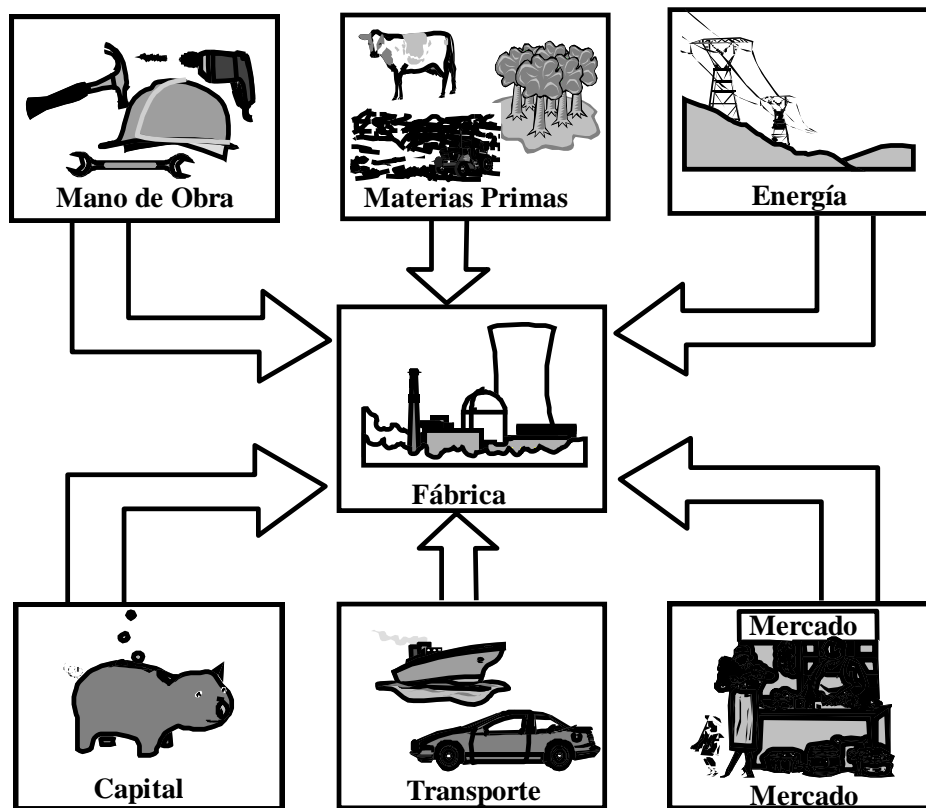 Mano de Obra
Materias Primas
Energía
Fábrica
Capital
Transporte
Mercado
Mercado